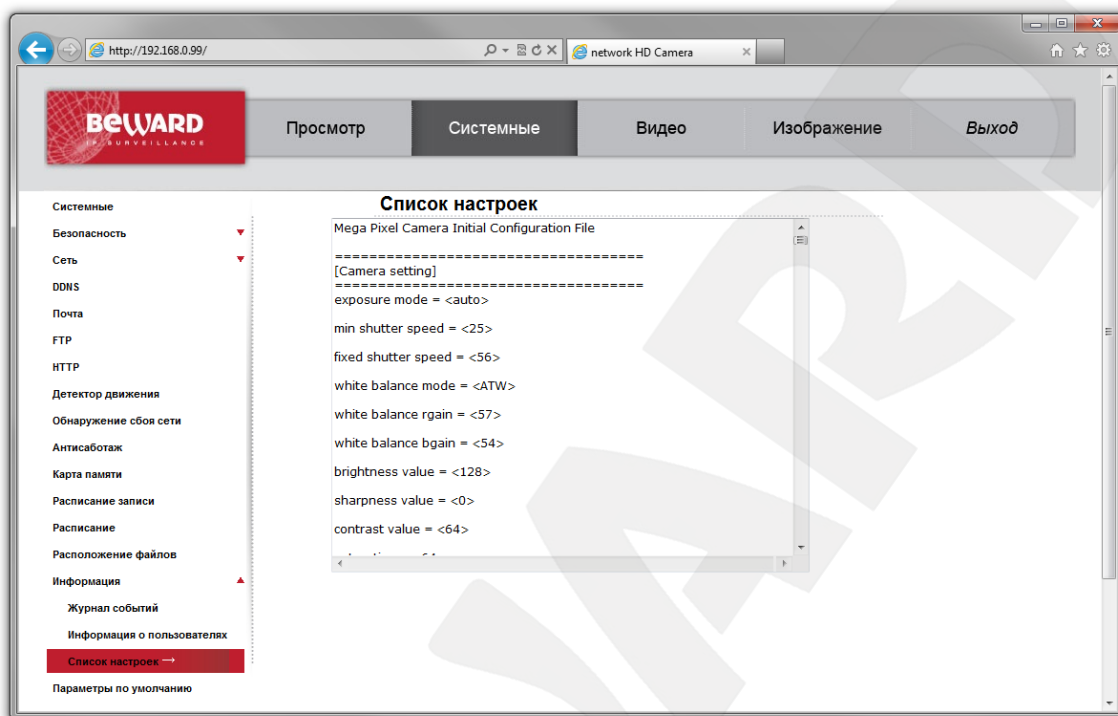 http://192.168.0.99/
network HD Camera
BEWARD
IP SURVEILLANCE
Просмотр
Системные
Видео
Изображение
Выход
Системные
Безопасность
Сеть
DDNS
Почта
FTP
HTTP
Детектор движения
Обнаружение сбоя сети
Антисаботаж
Карта памяти
Расписание записи
Расписание
Расположение файлов
Информация
Журнал событий
Информация о пользователях
Список настроек →
Параметры по умолчанию
Список настроек
Mega Pixel Camera Initial Configuration File
====================================
[Camera setting]
====================================
exposure mode = <auto>
min shutter speed = <25>
fixed shutter speed = <56>
white balance mode = <ATW>
white balance rgain = <57>
white balance bgain = <54>
brightness value = <128>
sharpness value = <0>
contrast value = <64>